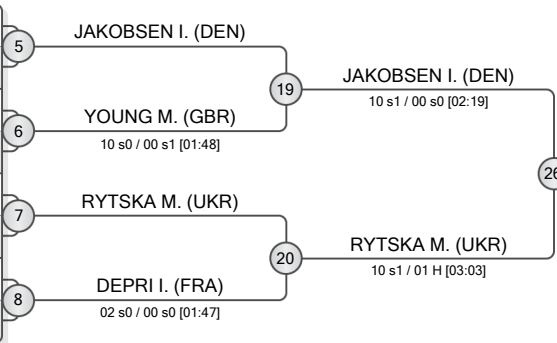 5
JAKOBSEN I. (DEN)
19
JAKOBSEN I. (DEN)
10 s1 / 00 s0 [02:19]
6
YOUNG M. (GBR)
10 s0 / 00 s1 [01:48]
26
7
RYTSKA M. (UKR)
20
RYTSKA M. (UKR)
10 s1 / 01 H [03:03]
8
DEPRI I. (FRA)
02 s0 / 00 s0 [01:47]